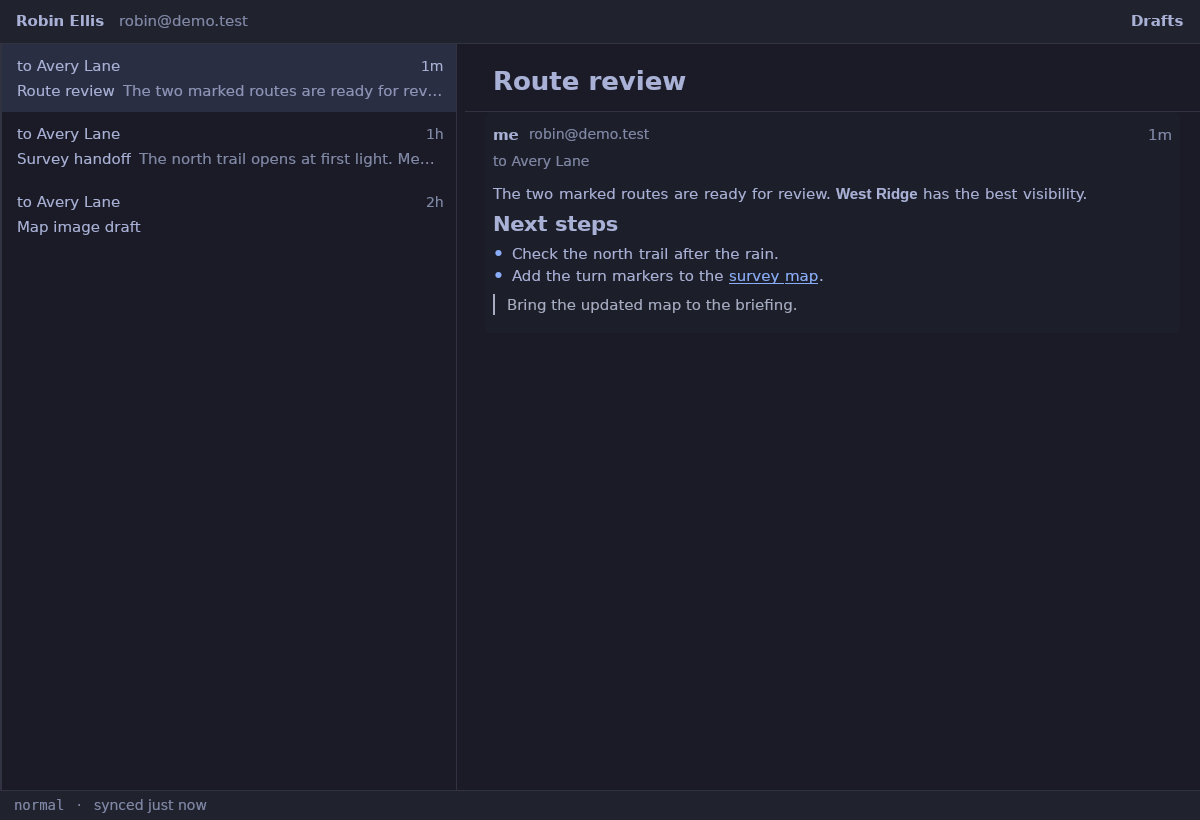 Robin Ellis robin@demo.test Drafts
to Avery Lane 1m
Route review The two marked routes are ready for rev…
to Avery Lane 1h
Survey handoff The north trail opens at first light. Me…
to Avery Lane 2h
Map image draft
Route review
me robin@demo.test 1m
to Avery Lane
The two marked routes are ready for review. West Ridge has the best visibility.
Next steps
• Check the north trail after the rain.
• Add the turn markers to the survey map.
Bring the updated map to the briefing.
normal · synced just now